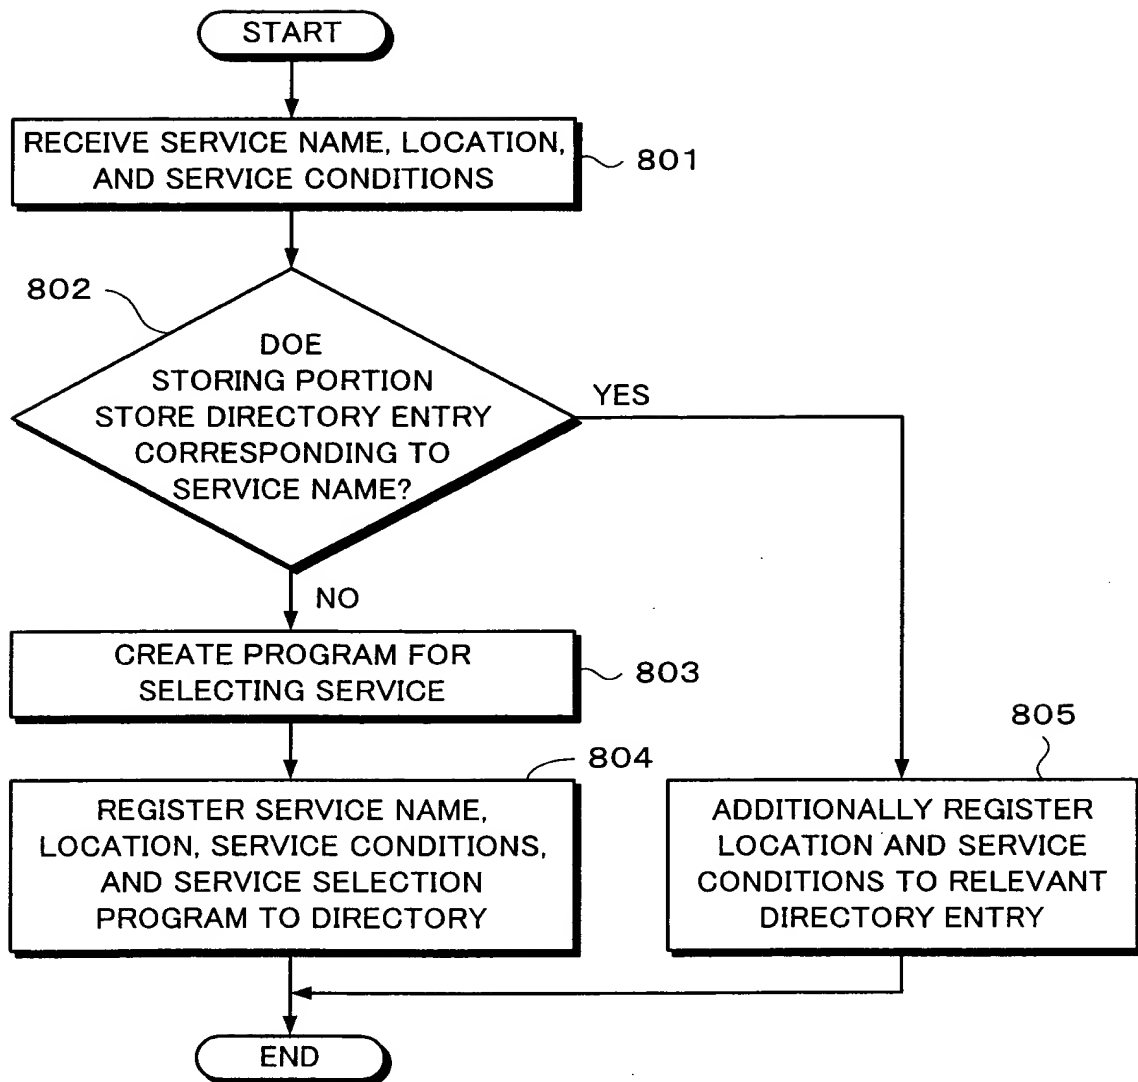 START
RECEIVE SERVICE NAME, LOCATION,
AND SERVICE CONDITIONS
801
802
DOE
STORING PORTION
STORE DIRECTORY ENTRY
CORRESPONDING TO
SERVICE NAME?
YES
NO
CREATE PROGRAM FOR
SELECTING SERVICE
803
804
REGISTER SERVICE NAME,
LOCATION, SERVICE CONDITIONS,
AND SERVICE SELECTION
PROGRAM TO DIRECTORY
805
ADDITIONALLY REGISTER
LOCATION AND SERVICE
CONDITIONS TO RELEVANT
DIRECTORY ENTRY
END